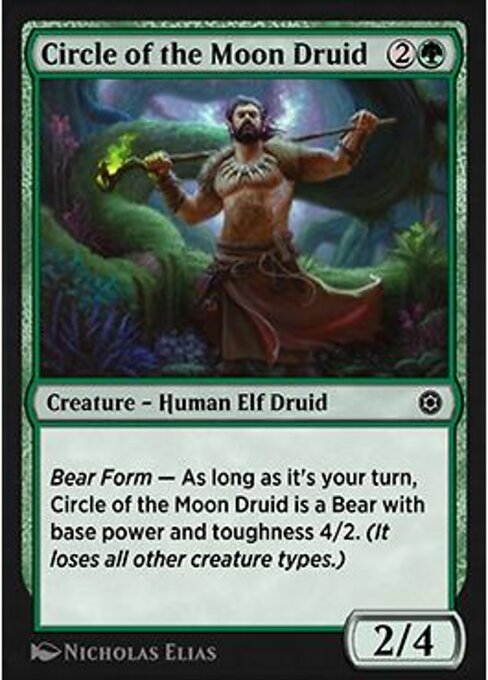 Circle of the Moon Druid 2
Creature – Human Elf Druid
Bear Form — As long as it's your turn,
Circle of the Moon Druid is a Bear with
base power and toughness 4/2. (It
loses all other creature types.)
2/4
Nicholas Elias